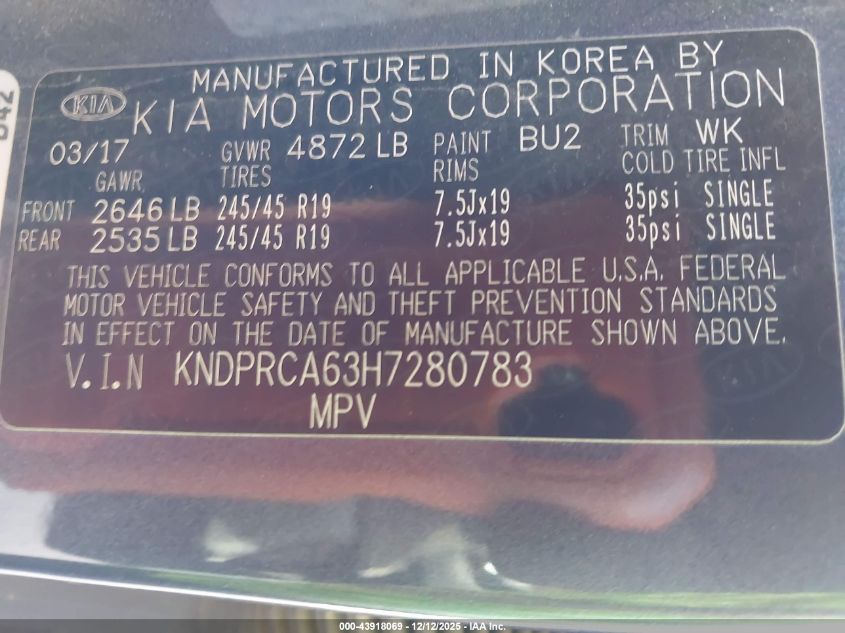 MANUFACTURED IN KOREA BY
KIA KIA MOTORS CORPORATION
03/17 GVWR 4872 LB PAINT BU2 TRIM WK
GAWR TIRES RIMS COLD TIRE INFL
FRONT 2646 LB 245/45 R19 7.5Jx19 35psi SINGLE
REAR 2535 LB 245/45 R19 7.5Jx19 35psi SINGLE
THIS VEHICLE CONFORMS TO ALL APPLICABLE U.S.A. FEDERAL
MOTOR VEHICLE SAFETY AND THEFT PREVENTION STANDARDS
IN EFFECT ON THE DATE OF MANUFACTURE SHOWN ABOVE.
V.I.N KNDPRCA63H7280783
MPV
000-43918069 - 12/12/2025 - IAA Inc.